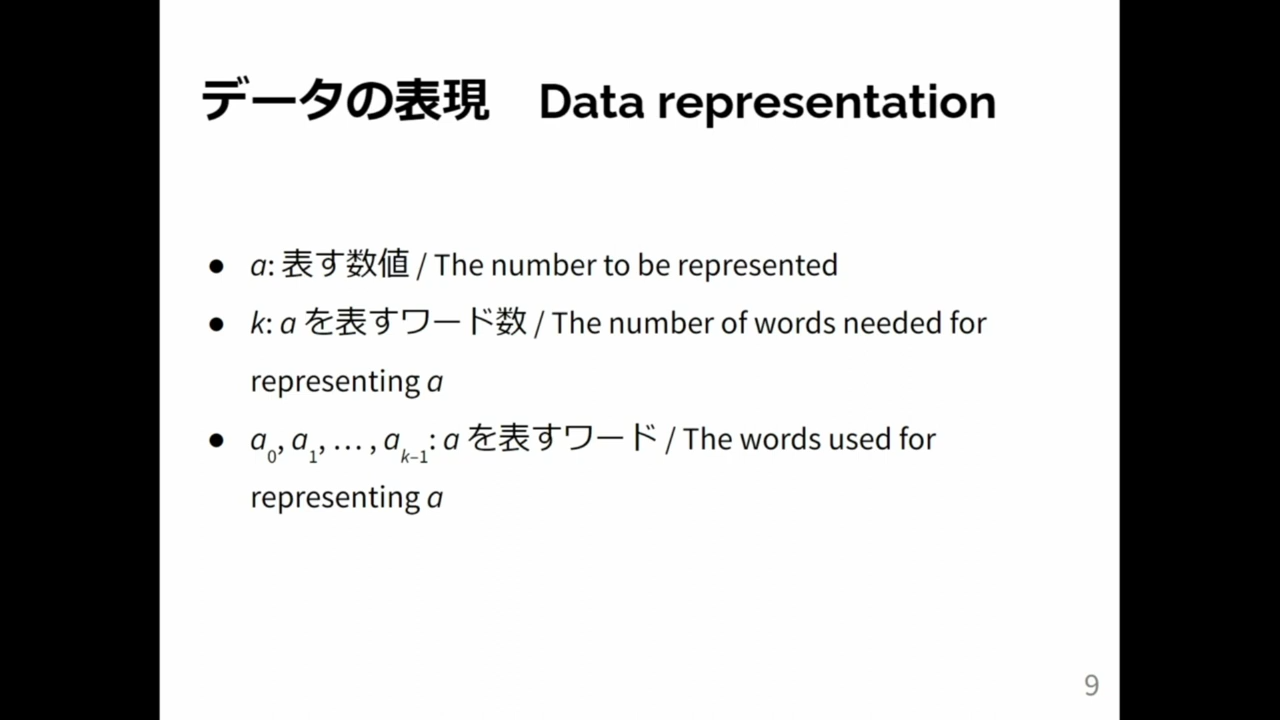 データの表現　Data representation
● a: 表す数値 / The number to be represented
● k: a を表すワード数 / The number of words needed for
representing a
● a₀, a₁, … , aₖ₋₁: a を表すワード / The words used for
representing a
9